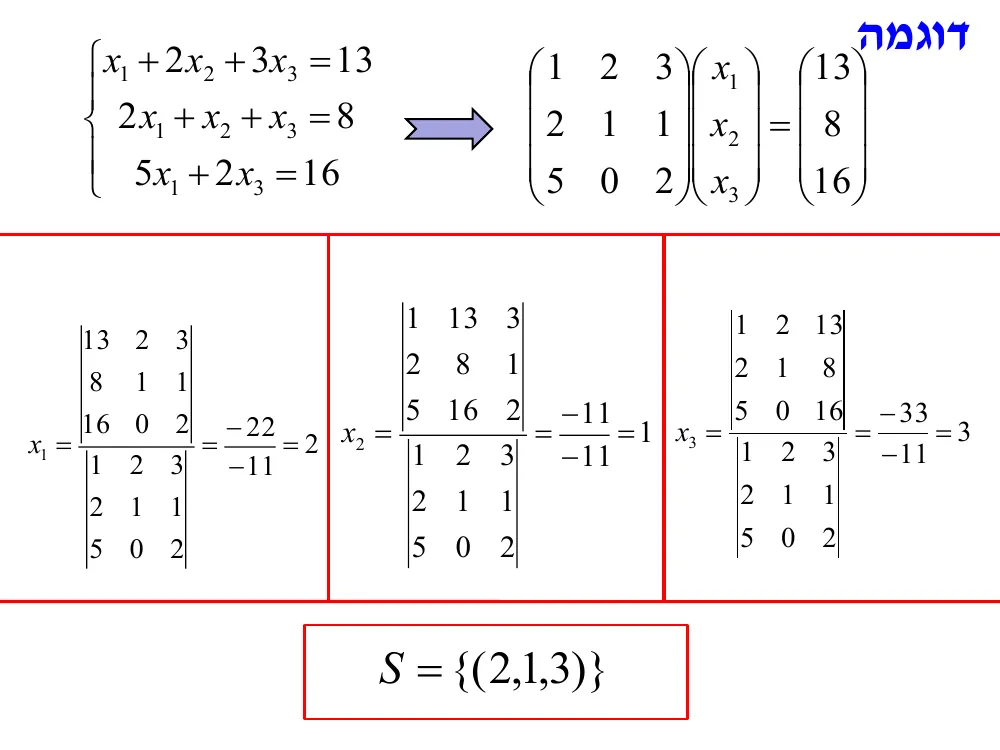 דוגמה
x₁ + 2x₂ + 3x₃ = 13
2x₁ + x₂ + x₃ = 8
5x₁ + 2x₃ = 16
1 2 3 x₁ 13
2 1 1 x₂ = 8
5 0 2 x₃ 16
13 2 3
8 1 1
16 0 2
x₁ = = −22 / −11 = 2
1 2 3
2 1 1
5 0 2
1 13 3
2 8 1
5 16 2
x₂ = = −11 / −11 = 1
1 2 3
2 1 1
5 0 2
1 2 13
2 1 8
5 0 16
x₃ = = −33 / −11 = 3
1 2 3
2 1 1
5 0 2
S = {(2,1,3)}